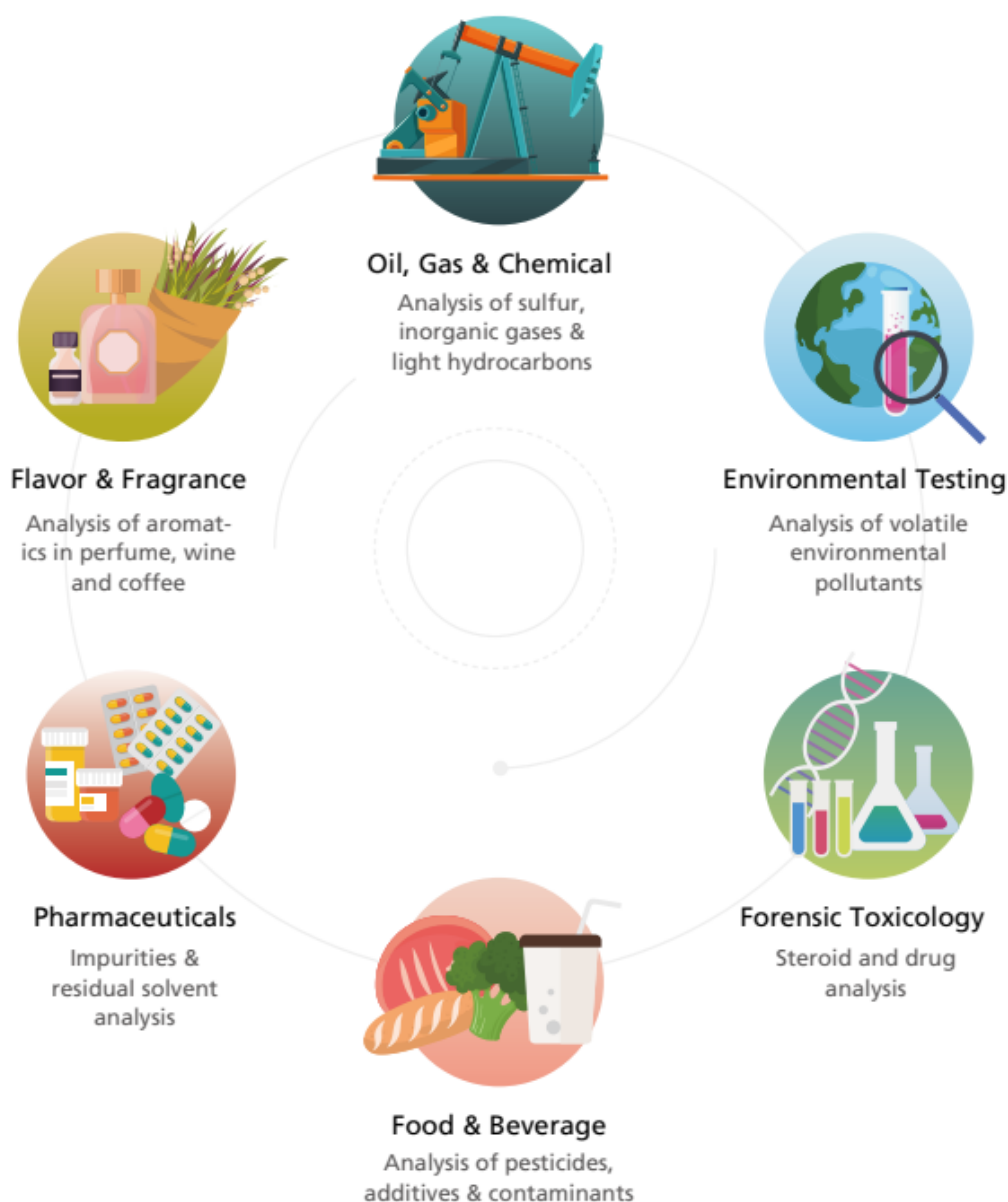 Oil, Gas & Chemical
Analysis of sulfur,
inorganic gases &
light hydrocarbons
Flavor & Fragrance
Analysis of aromat-
ics in perfume, wine
and coffee
Environmental Testing
Analysis of volatile
environmental
pollutants
Pharmaceuticals
Impurities &
residual solvent
analysis
Forensic Toxicology
Steroid and drug
analysis
Food & Beverage
Analysis of pesticides,
additives & contaminants